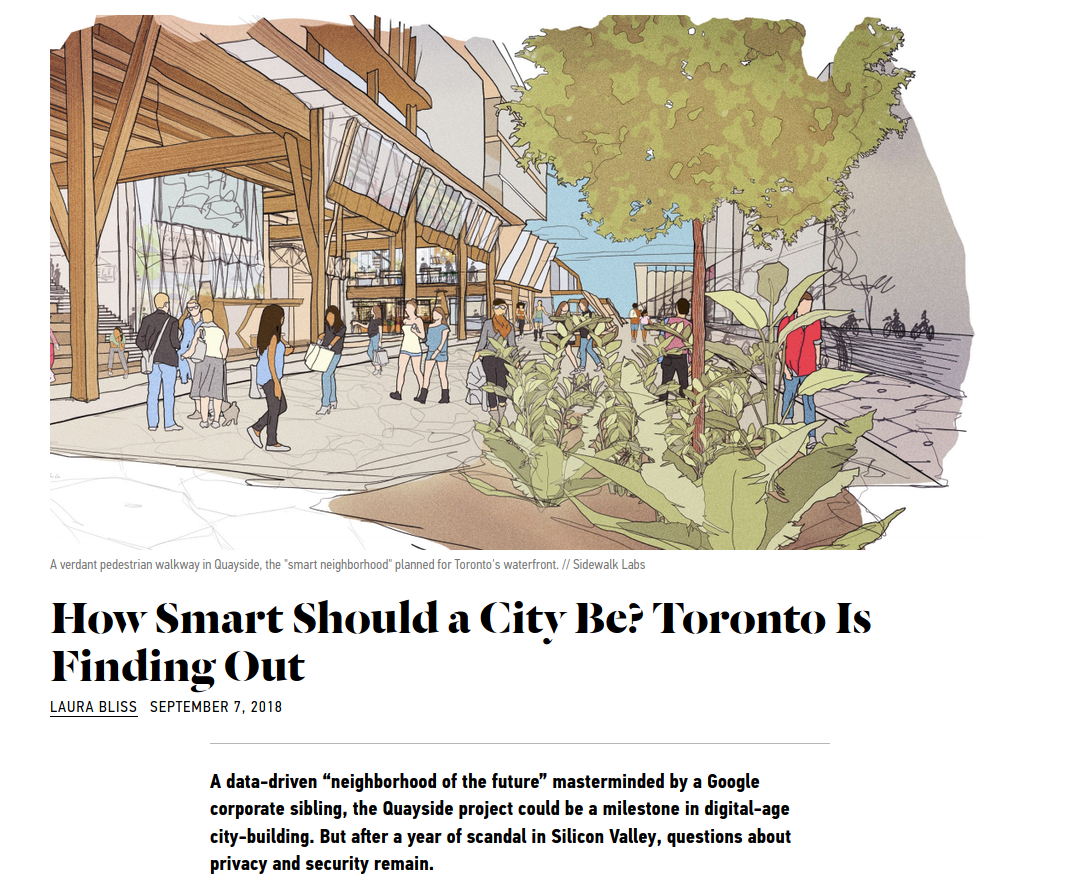 A verdant pedestrian walkway in Quayside, the "smart neighborhood" planned for Toronto's waterfront. // Sidewalk Labs
How Smart Should a City Be? Toronto Is
Finding Out
LAURA BLISS SEPTEMBER 7, 2018
A data-driven “neighborhood of the future” masterminded by a Google
corporate sibling, the Quayside project could be a milestone in digital-age
city-building. But after a year of scandal in Silicon Valley, questions about
privacy and security remain.